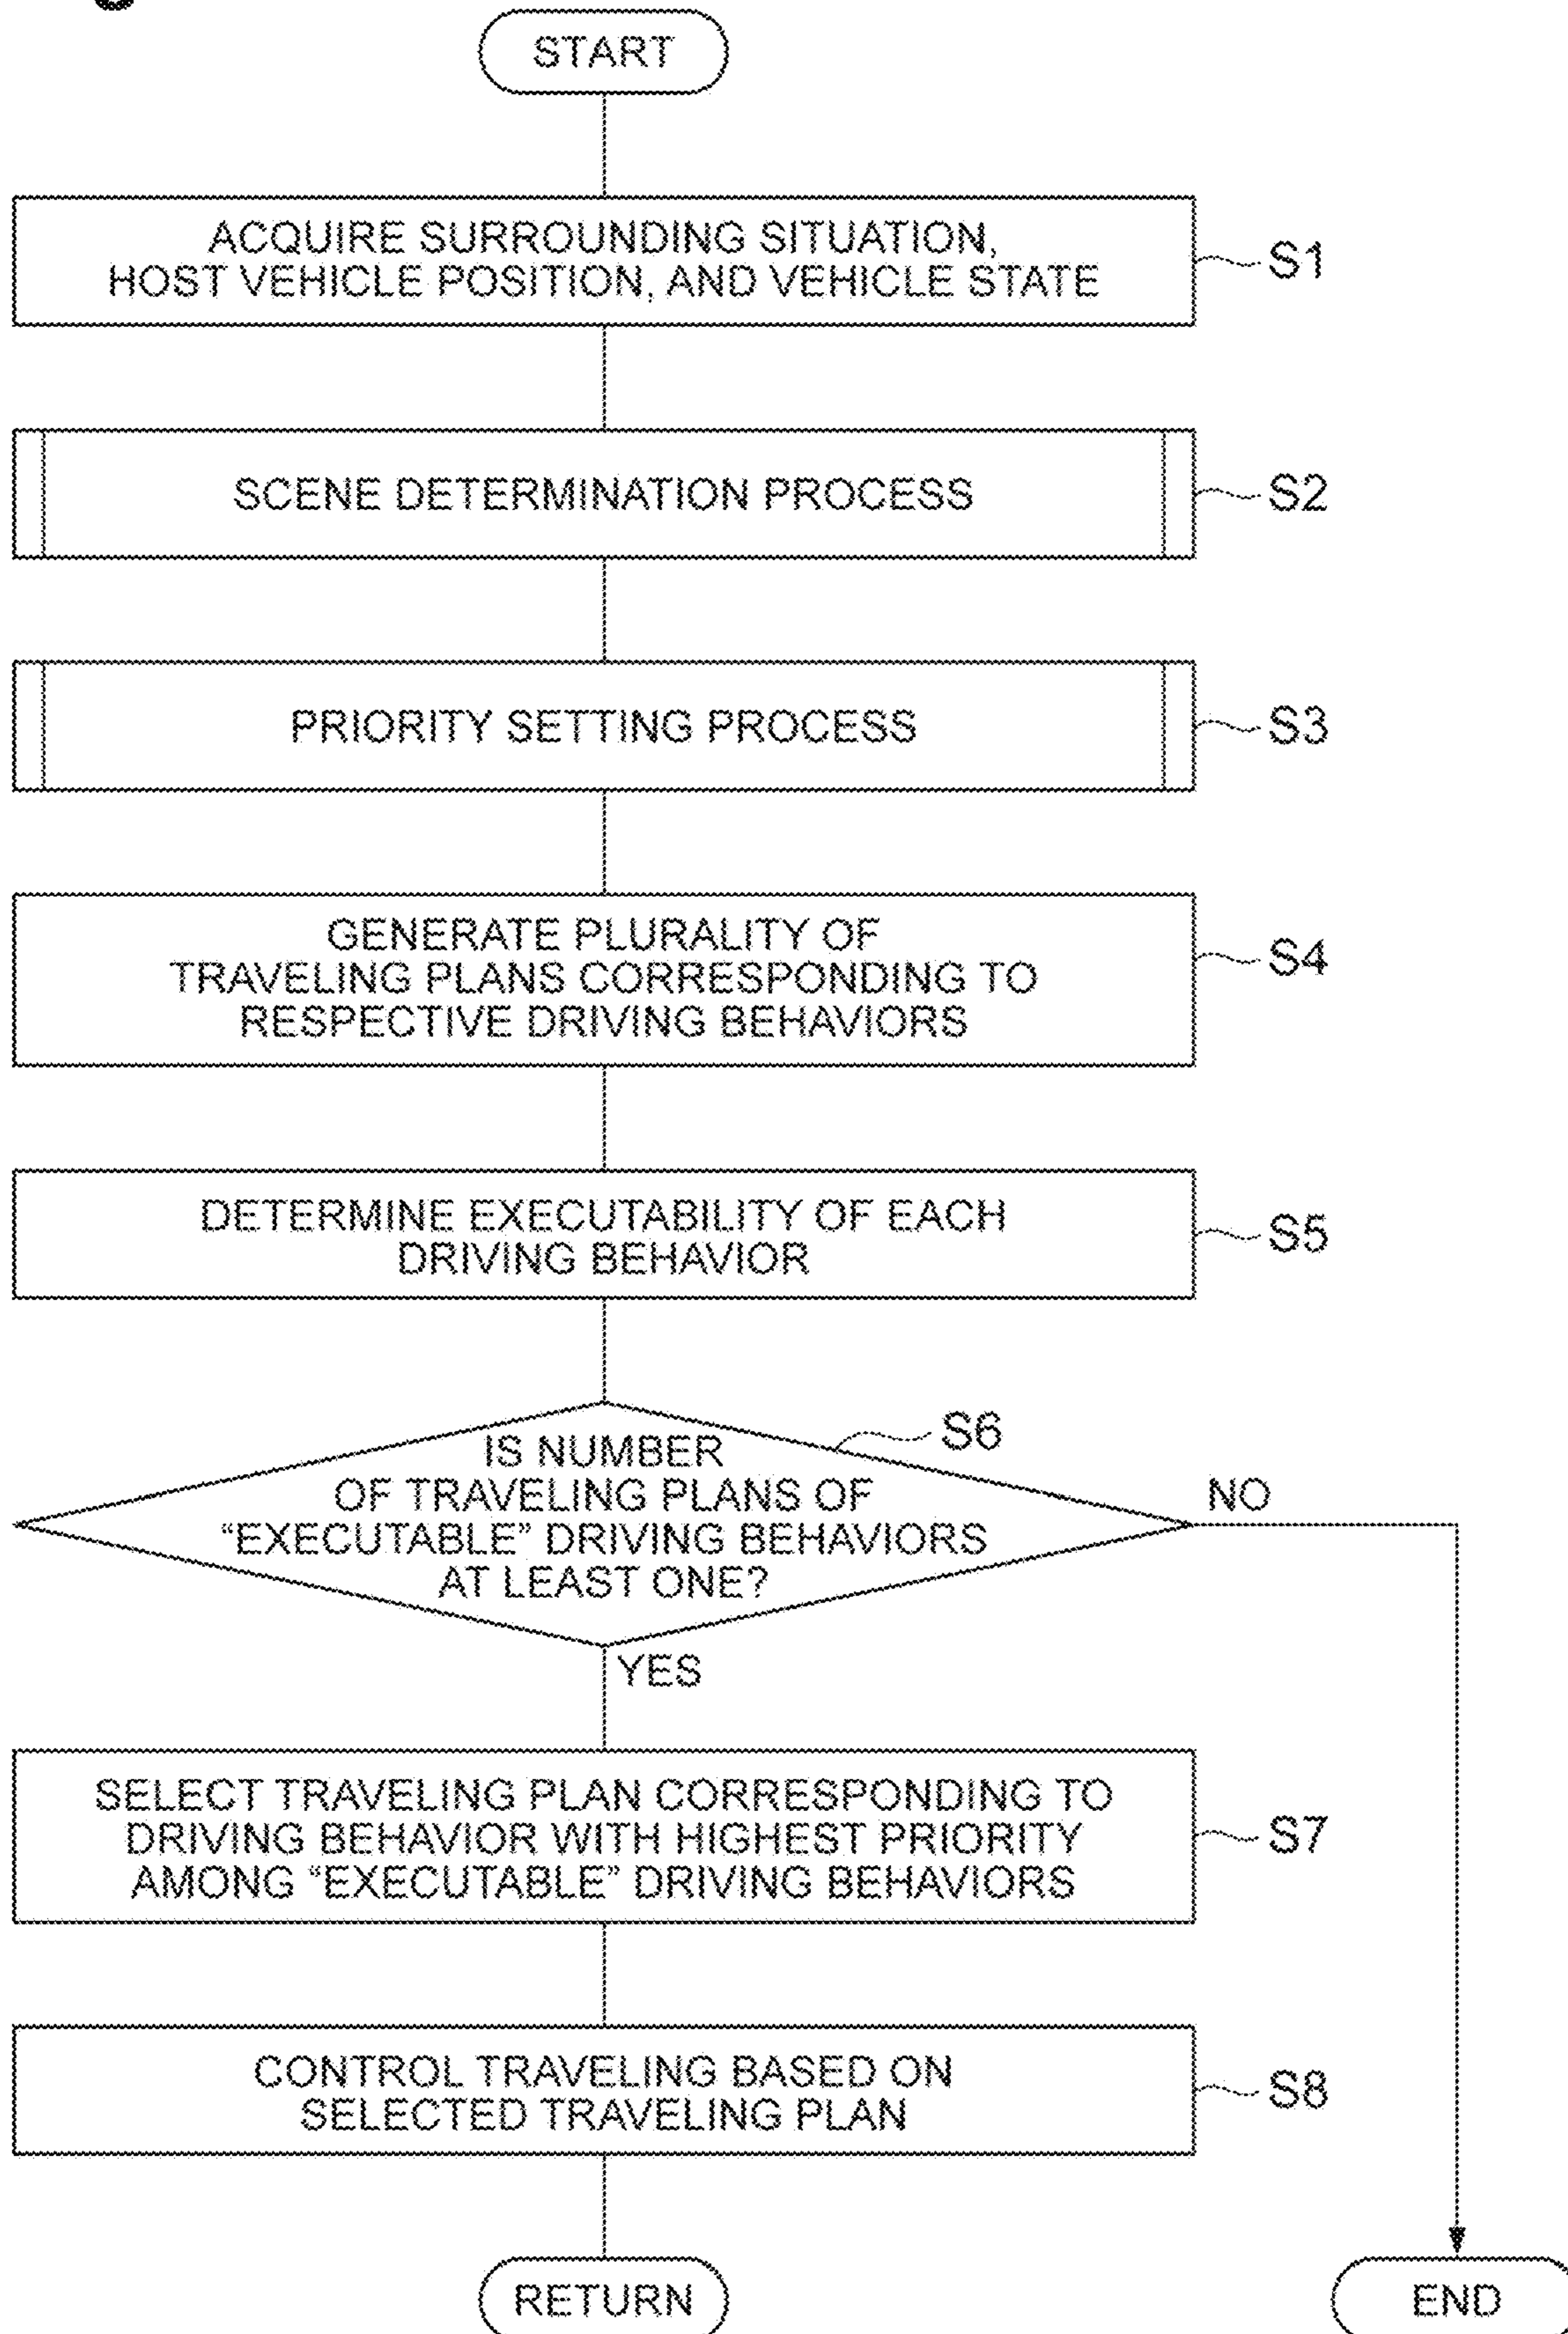 START
ACQUIRE SURROUNDING SITUATION,
HOST VEHICLE POSITION, AND VEHICLE STATE
S1
SCENE DETERMINATION PROCESS
S2
PRIORITY SETTING PROCESS
S3
GENERATE PLURALITY OF
TRAVELING PLANS CORRESPONDING TO
RESPECTIVE DRIVING BEHAVIORS
S4
DETERMINE EXECUTABILITY OF EACH
DRIVING BEHAVIOR
S5
S6
IS NUMBER
OF TRAVELING PLANS OF
“EXECUTABLE” DRIVING BEHAVIORS
AT LEAST ONE?
NO
YES
SELECT TRAVELING PLAN CORRESPONDING TO
DRIVING BEHAVIOR WITH HIGHEST PRIORITY
AMONG “EXECUTABLE” DRIVING BEHAVIORS
S7
CONTROL TRAVELING BASED ON
SELECTED TRAVELING PLAN
S8
RETURN
END